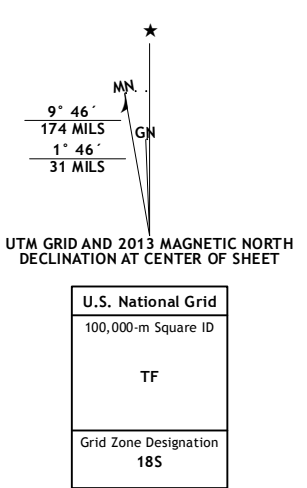 ★
MN
9° 46´
174 MILS
GN
1° 46´
31 MILS
UTM GRID AND 2013 MAGNETIC NORTH
DECLINATION AT CENTER OF SHEET
U.S. National Grid
100,000-m Square ID
TF
Grid Zone Designation
18S